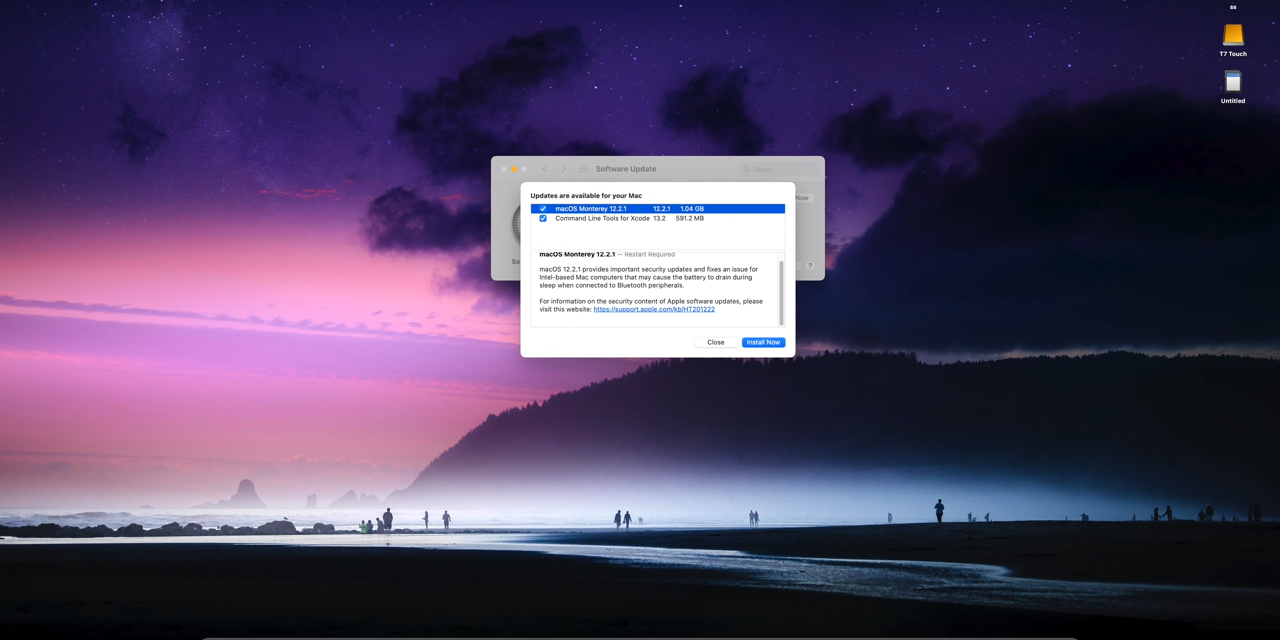 ss
T7 Touch
Untitled
Software Update
Search
Now
Updates are available for your Mac
macOS Monterey 12.2.1 12.2.1 1.04 GB
Command Line Tools for Xcode 13.2 591.2 MB
So
?
macOS Monterey 12.2.1 — Restart Required
macOS 12.2.1 provides important security updates and fixes an issue for
Intel-based Mac computers that may cause the battery to drain during
sleep when connected to Bluetooth peripherals.
For information on the security content of Apple software updates, please
visit this website: https://support.apple.com/kb/HT201222
Close
Install Now